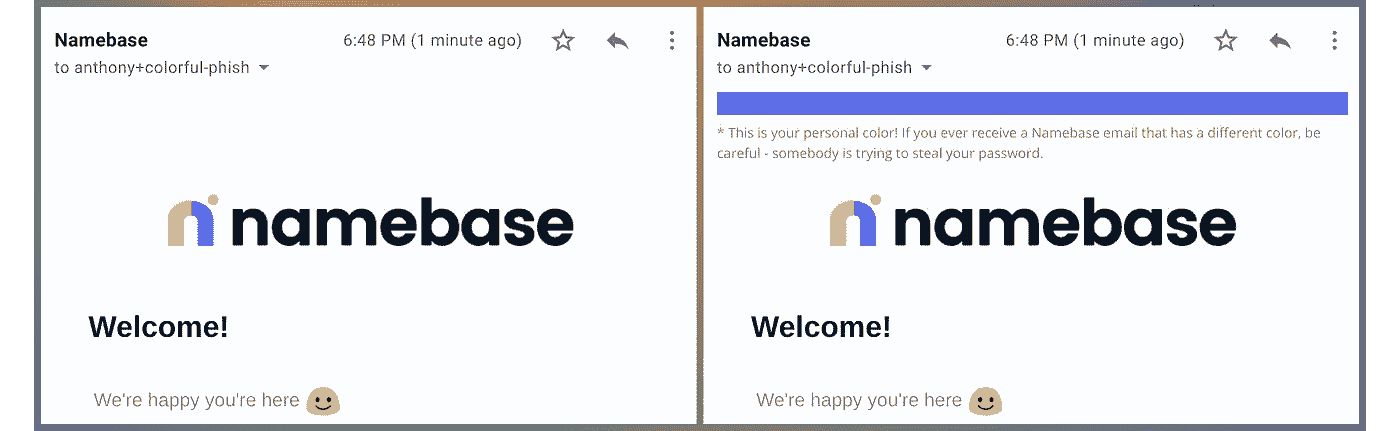 Namebase 6:48 PM (1 minute ago)
to anthony+colorful-phish
namebase
Welcome!
We're happy you're here
Namebase 6:48 PM (1 minute ago)
to anthony+colorful-phish
* This is your personal color! If you ever receive a Namebase email that has a different color, be
careful - somebody is trying to steal your password.
namebase
Welcome!
We're happy you're here